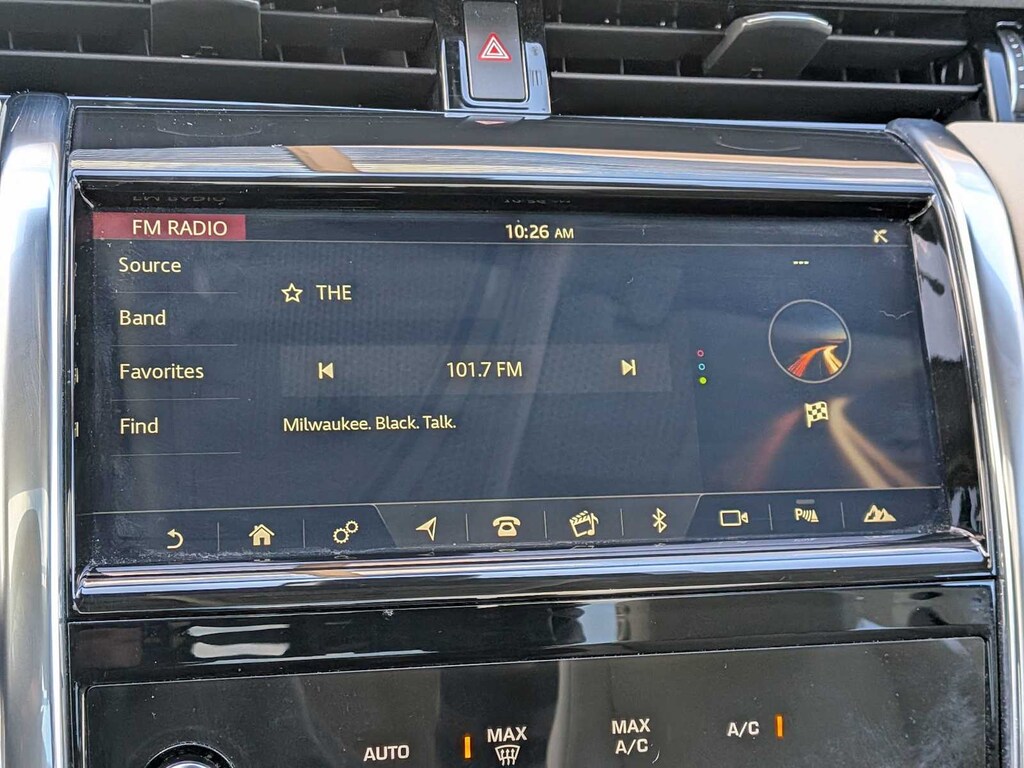 FM RADIO
10:26 AM
Source
---
THE
Band
Favorites
101.7 FM
Find
Milwaukee. Black. Talk.
P
AUTO
MAX
MAX
A/C
A/C